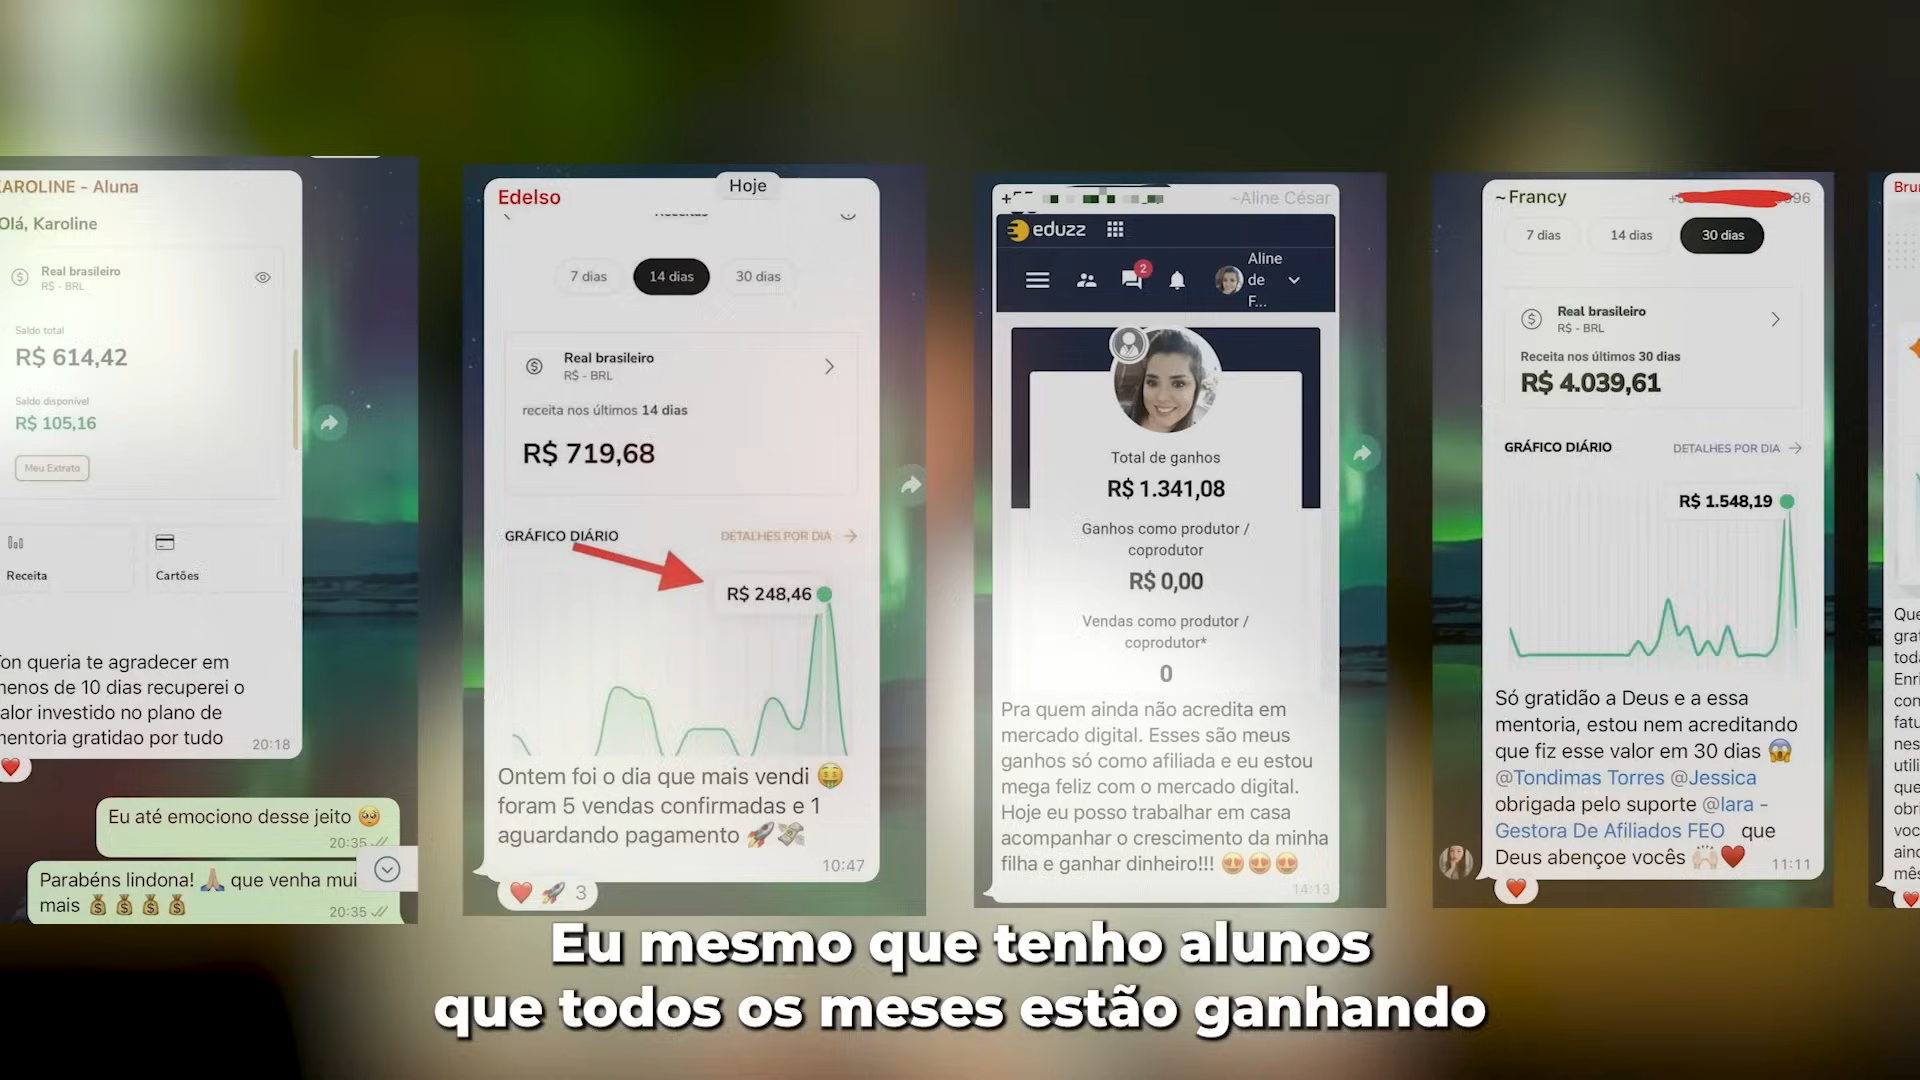 KAROLINE - Aluna
Olá, Karoline
Real brasileiro
R$ - BRL
Saldo total
R$ 614,42
Saldo disponível
R$ 105,16
Meu Extrato
Receita
Cartões
queria te agradecer em
menos de 10 dias recuperei o
valor investido no plano de
mentoria gratidao por tudo
20:18
Eu até emociono desse jeito 🥺
20:35
Parabéns lindona! 🙏🏼 que venha mui
mais 💰 💰 💰 💰
20:35
Edelso
Hoje
7 dias
14 dias
30 dias
Real brasileiro
R$ - BRL
receita nos últimos 14 dias
R$ 719,68
GRÁFICO DIÁRIO
DETALHES POR DIA
R$ 248,46
Ontem foi o dia que mais vendi 🤑
foram 5 vendas confirmadas e 1
aguardando pagamento 🚀💸
10:47
❤️ 🚀 3
~Aline César
eduzz
2
Aline
de
F...
Total de ganhos
R$ 1.341,08
Ganhos como produtor /
coprodutor
R$ 0,00
Vendas como produtor /
coprodutor*
0
Pra quem ainda não acredita em
mercado digital. Esses são meus
ganhos só como afiliada e eu estou
mega feliz com o mercado digital.
Hoje eu posso trabalhar em casa
acompanhar o crescimento da minha
filha e ganhar dinheiro!!! 😍😍😍
14:13
~Francy
96
7 dias
14 dias
30 dias
Real brasileiro
R$ - BRL
Receita nos últimos 30 dias
R$ 4.039,61
GRÁFICO DIÁRIO
DETALHES POR DIA
R$ 1.548,19
Só gratidão a Deus e a essa
mentoria, estou nem acreditando
que fiz esse valor em 30 dias 😱
@Tondimas Torres @Jessica
obrigada pelo suporte @Iara -
Gestora De Afiliados FEO que
Deus abençoe vocês 🙌🏻❤️
11:11
Eu mesmo que tenho alunos
que todos os meses estão ganhando